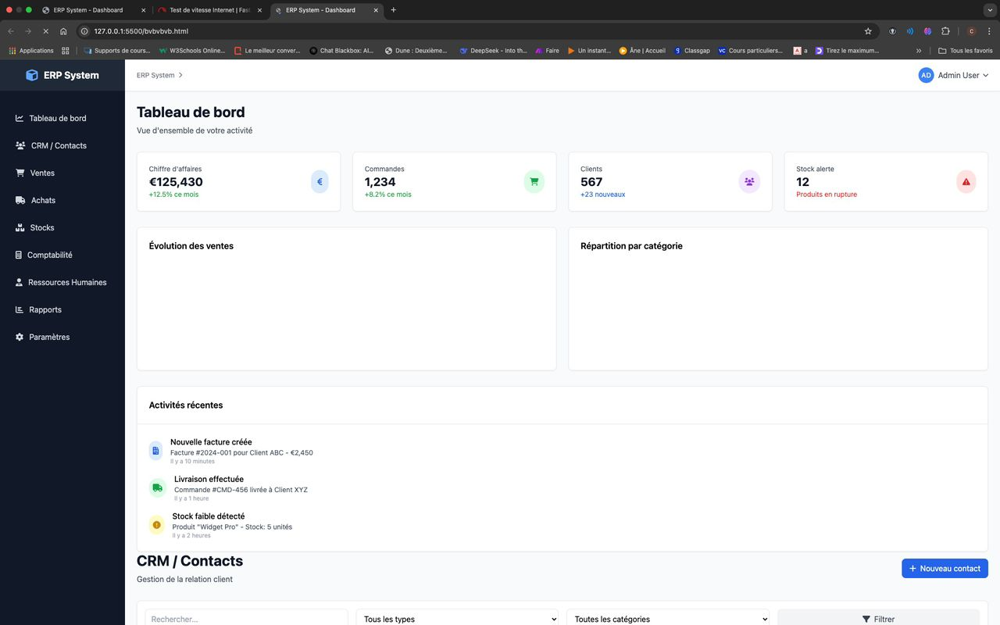 ERP System - Dashboard
Test de vitesse Internet | Fast
ERP System - Dashboard
127.0.0.1:5500/bvbvbvb.html
C
Applications
Supports de cours...
W3Schools Online...
Le meilleur conver...
Chat Blackbox: AI...
Dune : Deuxième...
DeepSeek - Into th...
Faire
Un instant...
Âne | Accueil
Classgap
VC Cours particuliers...
A a
Tirez le maximum...
»
Tous les favoris
ERP System
ERP System
AD Admin User
Tableau de bord
CRM / Contacts
Ventes
Achats
Stocks
Comptabilité
Ressources Humaines
Rapports
Paramètres
Tableau de bord
Vue d'ensemble de votre activité
Chiffre d'affaires
€125,430
+12.5% ce mois
€
Commandes
1,234
+8.2% ce mois
Clients
567
+23 nouveaux
Stock alerte
12
Produits en rupture
Évolution des ventes
Répartition par catégorie
Activités récentes
Nouvelle facture créée
Facture #2024-001 pour Client ABC - €2,450
Il y a 10 minutes
Livraison effectuée
Commande #CMD-456 livrée à Client XYZ
Il y a 1 heure
Stock faible détecté
Produit "Widget Pro" - Stock: 5 unités
Il y a 2 heures
CRM / Contacts
Gestion de la relation client
+ Nouveau contact
Rechercher...
Tous les types
Toutes les catégories
Filtrer